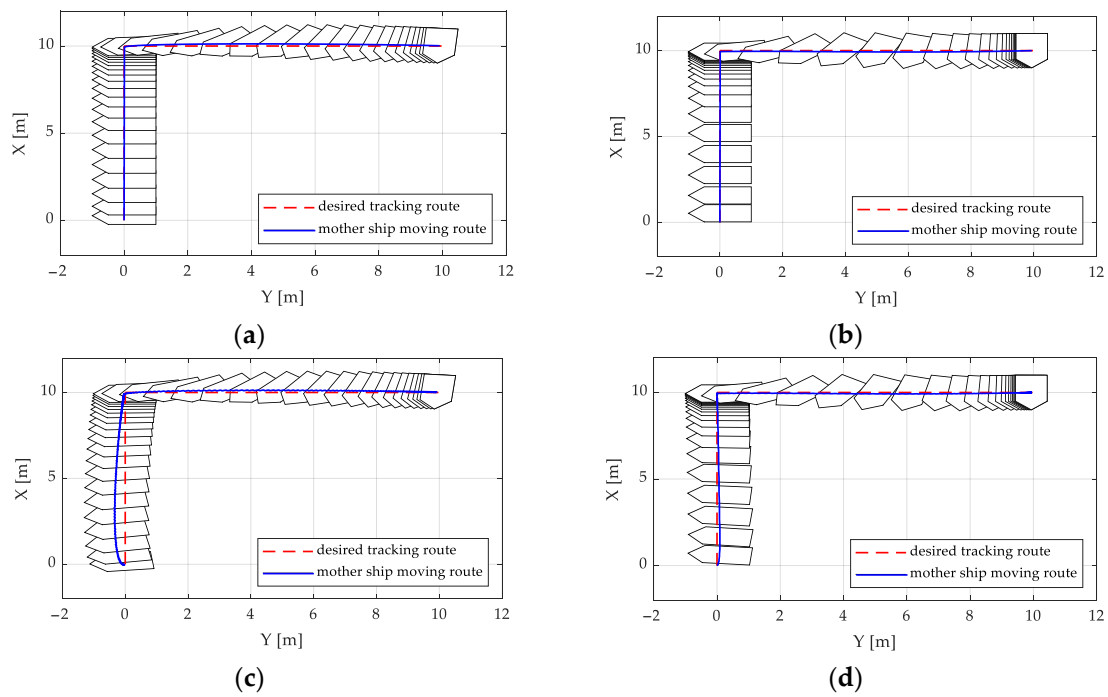 10
5
0
X [m]
desired tracking route
mother ship moving route
−2 0 2 4 6 8 10 12
Y [m]
(a)
10
5
0
X [m]
desired tracking route
mother ship moving route
−2 0 2 4 6 8 10 12
Y [m]
(b)
10
5
0
X [m]
desired tracking route
mother ship moving route
−2 0 2 4 6 8 10 12
Y [m]
(c)
10
5
0
X [m]
desired tracking route
mother ship moving route
−2 0 2 4 6 8 10 12
Y [m]
(d)